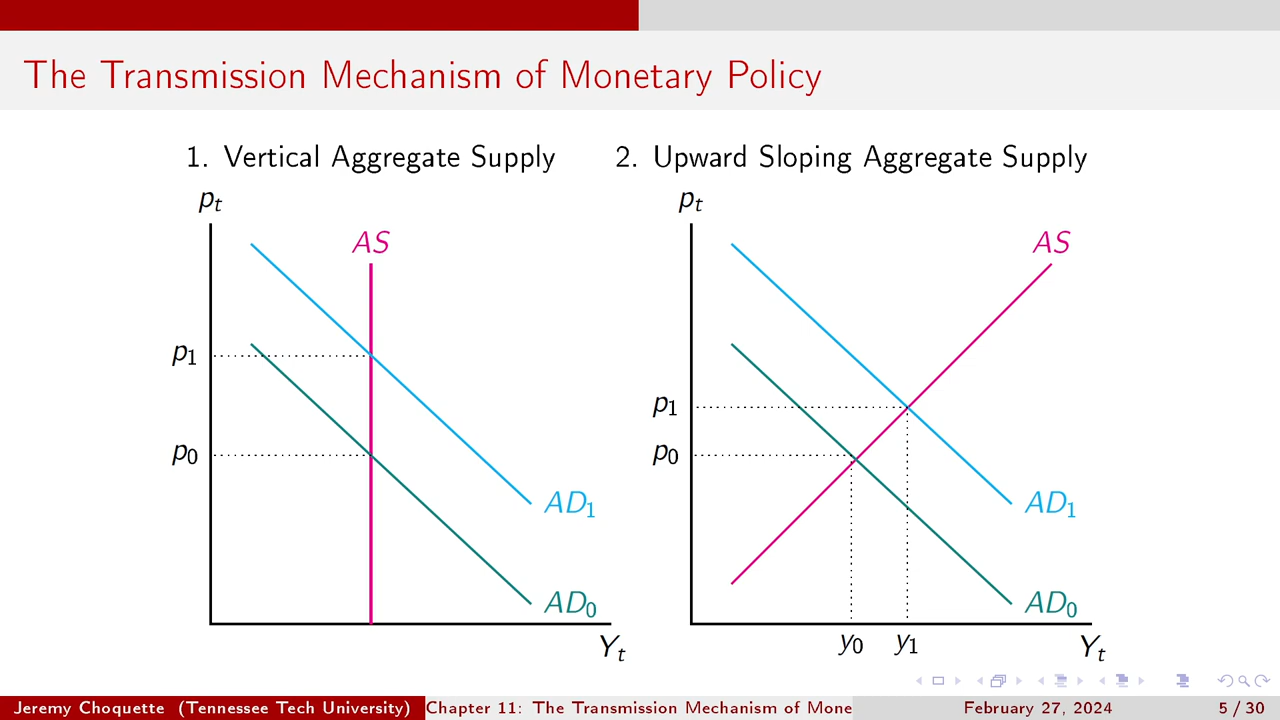 The Transmission Mechanism of Monetary Policy
1. Vertical Aggregate Supply
p_t
AS
p_1
p_0
AD_1
AD_0
Y_t
2. Upward Sloping Aggregate Supply
p_t
AS
p_1
p_0
AD_1
AD_0
y_0 y_1
Y_t
Jeremy Choquette (Tennessee Tech University) Chapter 11: The Transmission Mechanism of Mone February 27, 2024 5 / 30